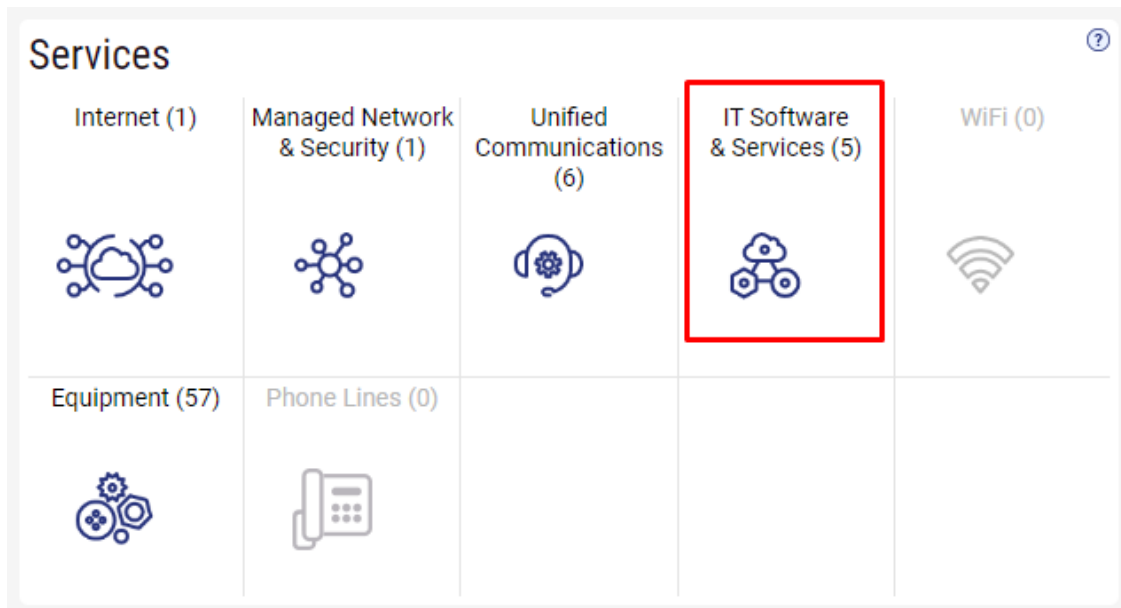 Services
?
Internet (1)
Managed Network
& Security (1)
Unified
Communications
(6)
IT Software
& Services (5)
WiFi (0)
Equipment (57)
Phone Lines (0)